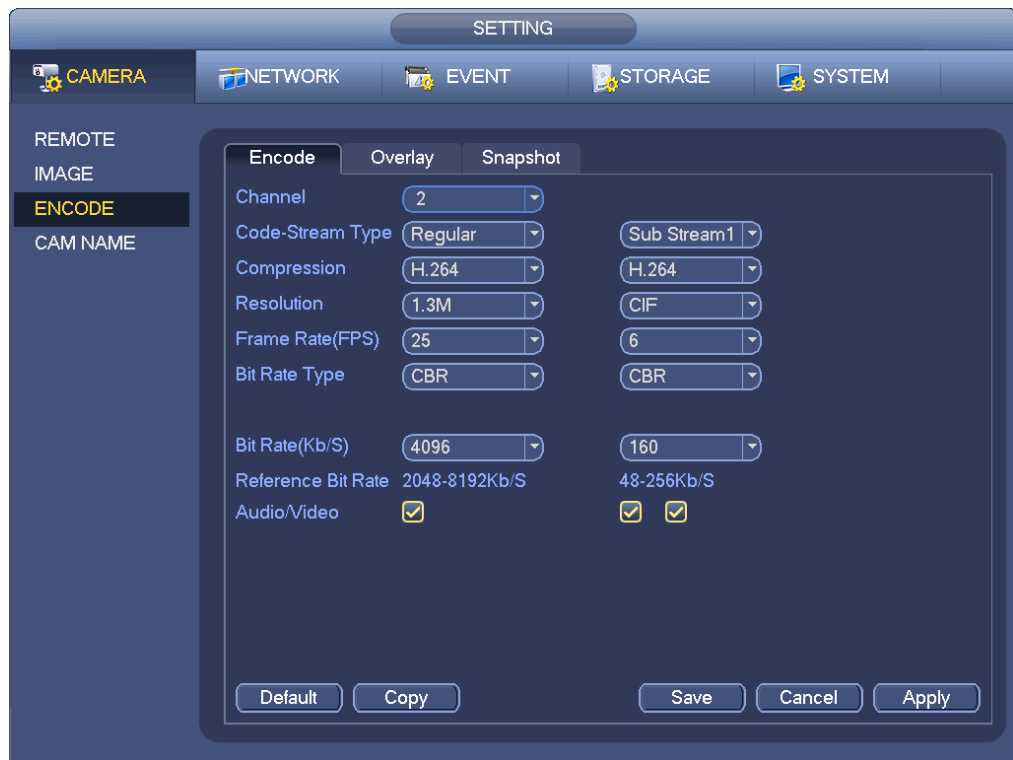 SETTING
CAMERA NETWORK EVENT STORAGE SYSTEM
REMOTE
IMAGE
ENCODE
CAM NAME
Encode Overlay Snapshot
Channel 2
Code-Stream Type Regular Sub Stream1
Compression H.264 H.264
Resolution 1.3M CIF
Frame Rate(FPS) 25 6
Bit Rate Type CBR CBR
Bit Rate(Kb/S) 4096 160
Reference Bit Rate 2048-8192Kb/S 48-256Kb/S
Audio/Video
Default Copy Save Cancel Apply